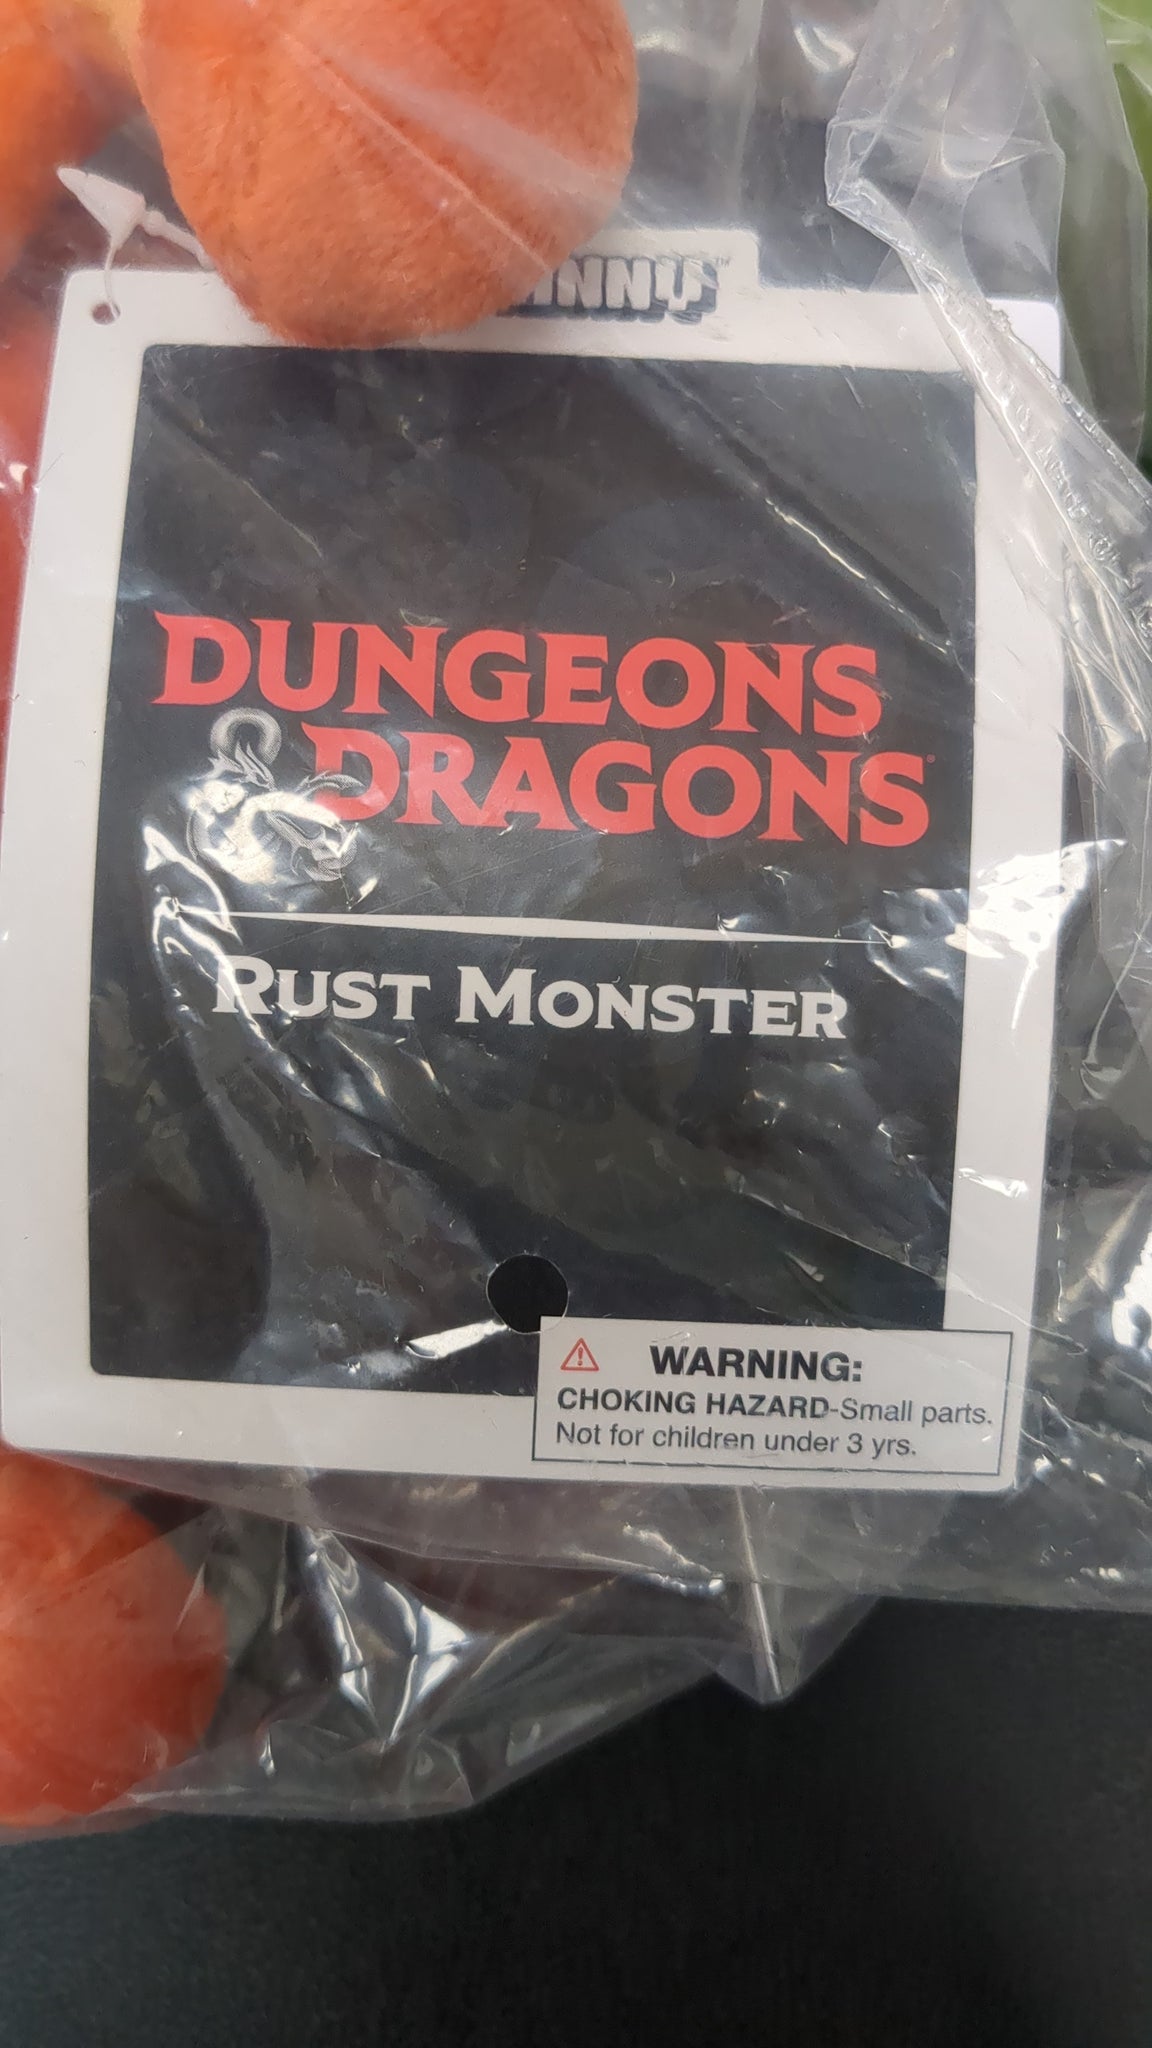 DUNGEONS
& DRAGONS
RUST MONSTER
WARNING:
CHOKING HAZARD-Small parts.
Not for children under 3 yrs.